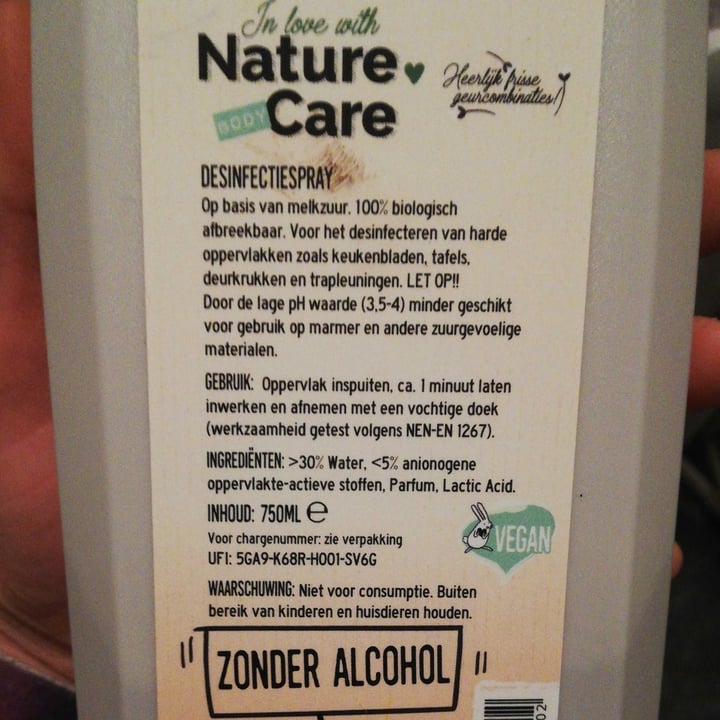 In love with
Nature
BODY Care
Heerlijk frisse
geurcombinaties!
DESINFECTIESPRAY
Op basis van melkzuur. 100% biologisch
afbreekbaar. Voor het desinfecteren van harde
oppervlakken zoals keukenbladen, tafels,
deurkrukken en trapleuningen. LET OP!!
Door de lage pH waarde (3,5-4) minder geschikt
voor gebruik op marmer en andere zuurgevoelige
materialen.
GEBRUIK: Oppervlak inspuiten, ca. 1 minuut laten
inwerken en afnemen met een vochtige doek
(werkzaamheid getest volgens NEN-EN 1267).
INGREDIËNTEN: >30% Water, <5% anionogene
oppervlakte-actieve stoffen, Parfum, Lactic Acid.
INHOUD: 750ML ℮
Voor chargenummer: zie verpakking
UFI: 5GA9-K68R-H001-SV6G
VEGAN
WAARSCHUWING: Niet voor consumptie. Buiten
bereik van kinderen en huisdieren houden.
ZONDER ALCOHOL
02